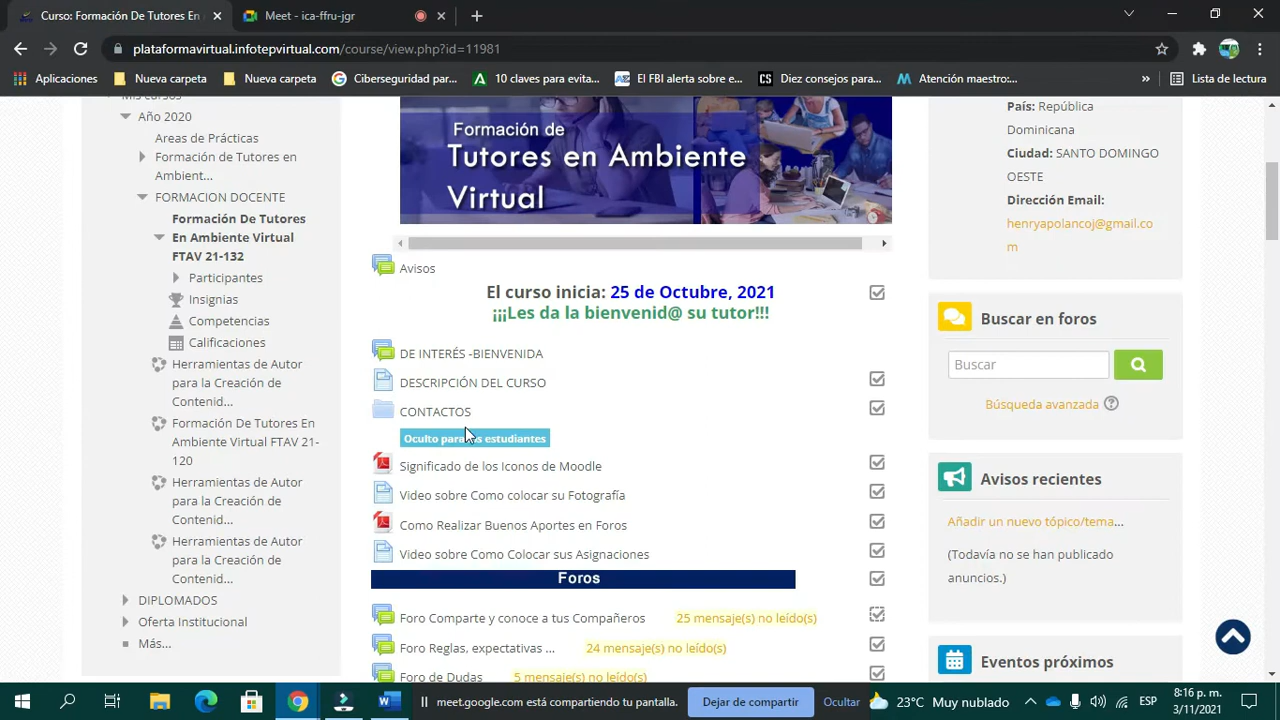 Curso: Formación De Tutores En
Meet - ica-ffru-jgr
plataformavirtual.infotepvirtual.com/course/view.php?id=11981
Aplicaciones
Nueva carpeta
Nueva carpeta
Ciberseguridad par...
10 claves para evita...
El FBI alerta sobre e...
Diez consejos para...
Atención maestro:...
»
Lista de lectura
Mis cursos
Año 2020
Areas de Prácticas
Formación de Tutores en
Ambient...
FORMACION DOCENTE
Formación De Tutores
En Ambiente Virtual
FTAV 21-132
Participantes
Insignias
Competencias
Calificaciones
Herramientas de Autor
para la Creación de
Contenid...
Formación De Tutores En
Ambiente Virtual FTAV 21-
120
Herramientas de Autor
para la Creación de
Contenid...
Herramientas de Autor
para la Creación de
Contenid...
DIPLOMADOS
Oferta Institucional
Más...
Formación de
Tutores en Ambiente
Virtual
Avisos
El curso inicia: 25 de Octubre, 2021
¡¡¡Les da la bienvenid@ su tutor!!!
DE INTERÉS -BIENVENIDA
DESCRIPCIÓN DEL CURSO
CONTACTOS
Oculto para los estudiantes
Significado de los Iconos de Moodle
Video sobre Como colocar su Fotografía
Como Realizar Buenos Aportes en Foros
Video sobre Como Colocar sus Asignaciones
Foros
Foro Comparte y conoce a tus Compañeros 25 mensaje(s) no leído(s)
Foro Reglas, expectativas ... 24 mensaje(s) no leído(s)
Foro de Dudas 5 mensaje(s) no leído(s)
País: República
Dominicana
Ciudad: SANTO DOMINGO
OESTE
Dirección Email:
henryapolancoj@gmail.co
m
Buscar en foros
Buscar
Búsqueda avanzada
Avisos recientes
Añadir un nuevo tópico/tema...
(Todavía no se han publicado
anuncios.)
Eventos próximos
meet.google.com está compartiendo tu pantalla.
Dejar de compartir
Ocultar
23°C Muy nublado
ESP
8:16 p. m.
3/11/2021